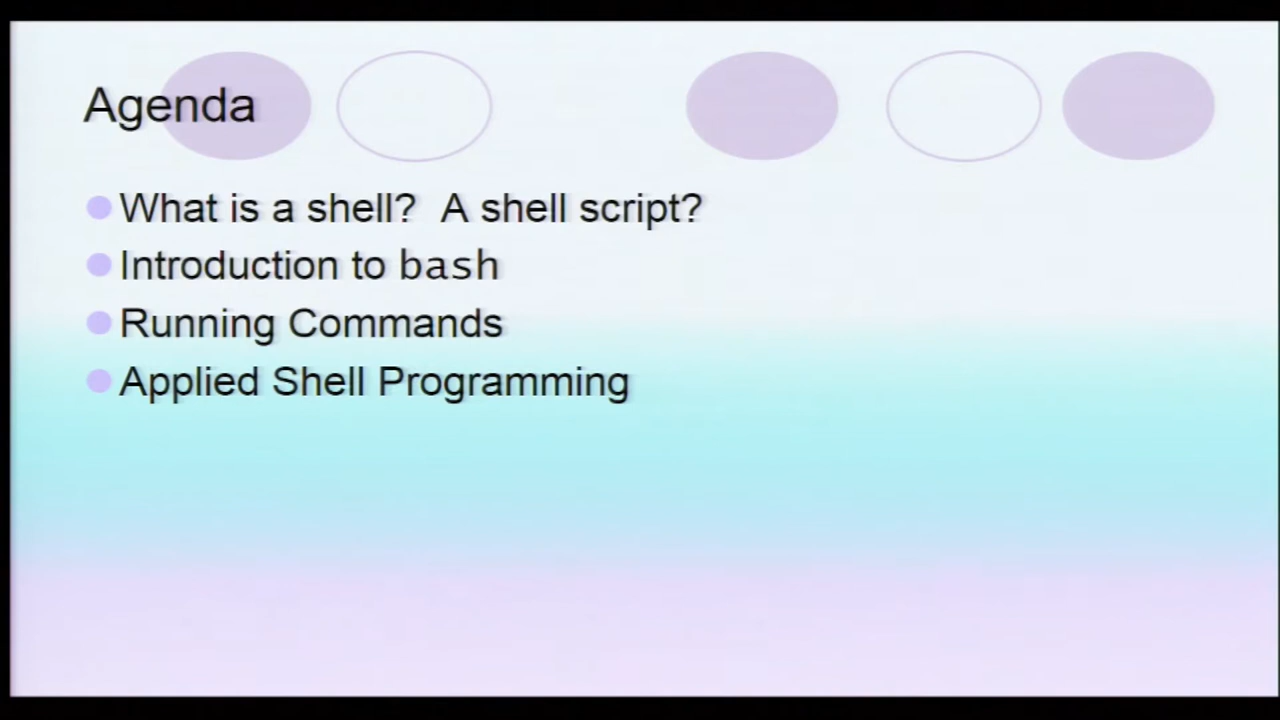 Agenda
What is a shell? A shell script?
Introduction to bash
Running Commands
Applied Shell Programming